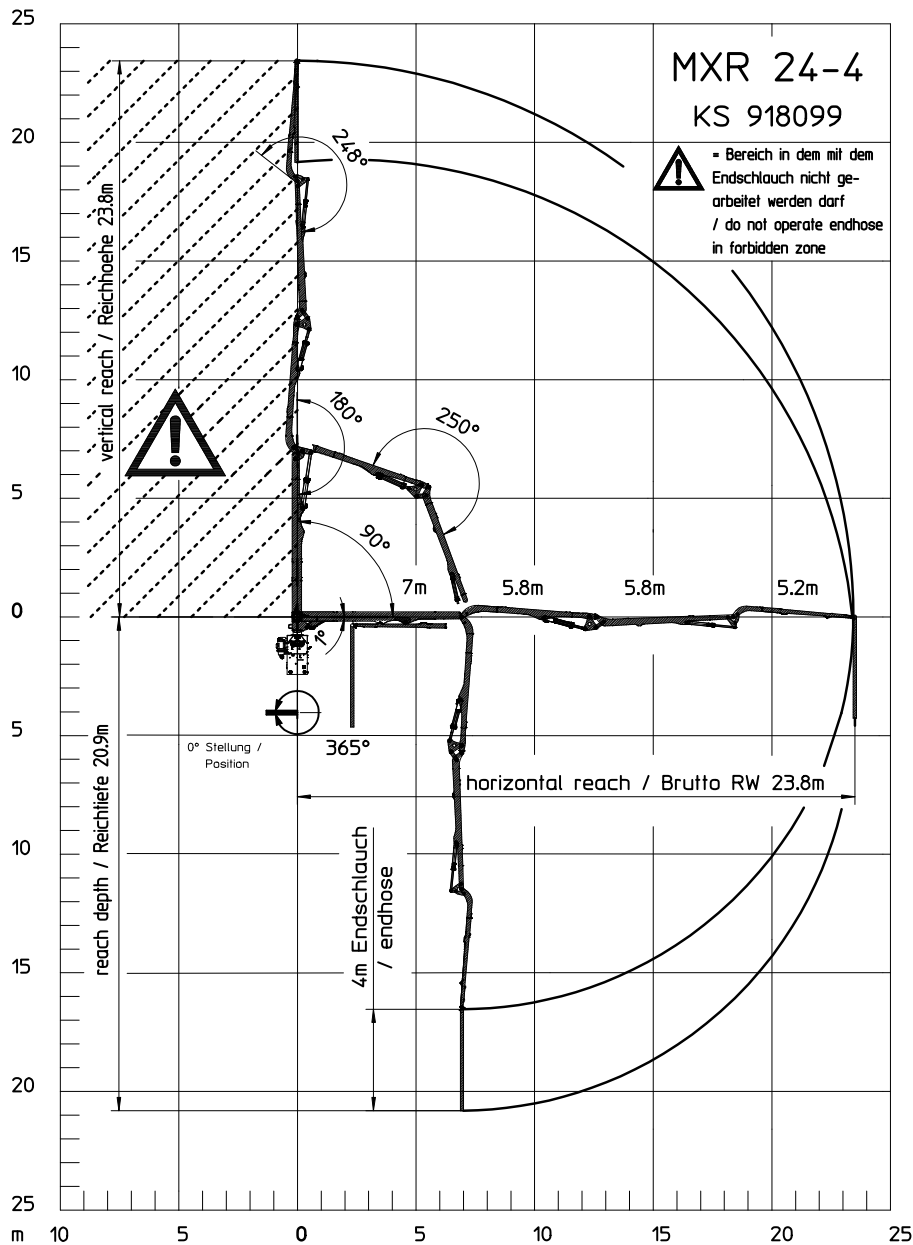 MXR 24-4
KS 918099
= Bereich in dem mit dem
Endschlauch nicht ge-
arbeitet werden darf
/ do not operate endhose
in forbidden zone
25
20
15
10
5
0
5
10
15
20
25
m
10
5
0
5
10
15
20
25
vertical reach / Reichhoehe 23.8m
reach depth / Reichtiefe 20.9m
248°
180°
250°
90°
7m
5.8m
5.8m
5.2m
1°
0° Stellung /
Position
365°
horizontal reach / Brutto RW 23.8m
4m Endschlauch
/ endhose